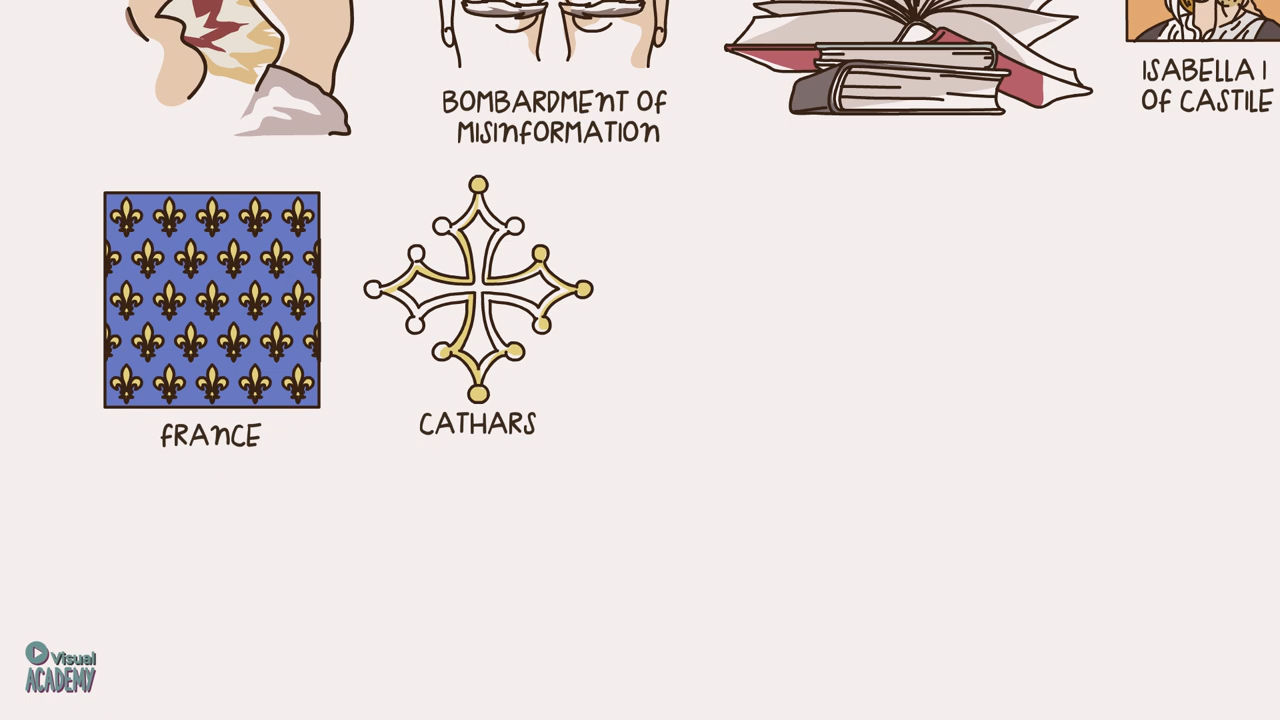 BOMBARDMENT OF
MISINFORMATION
ISABELLA I
OF CASTILE
FRANCE
CATHARS
Visual
ACADEMY